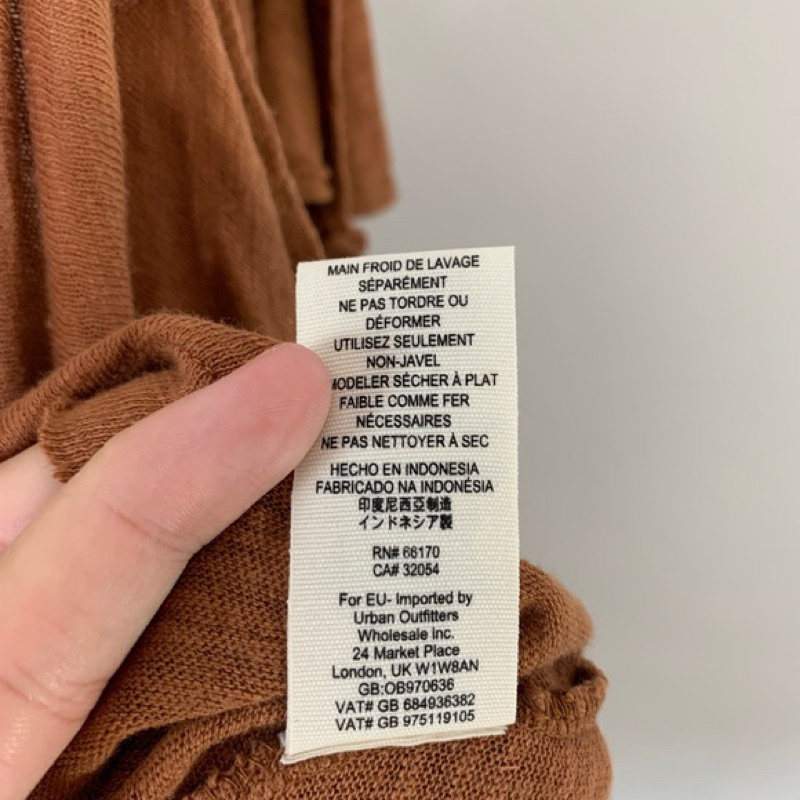 MAIN FROID DE LAVAGE
SÉPARÉMENT
NE PAS TORDRE OU
DÉFORMER
UTILISEZ SEULEMENT
NON-JAVEL
MODELER SÉCHER À PLAT
FAIBLE COMME FER
NÉCESSAIRES
NE PAS NETTOYER À SEC
HECHO EN INDONESIA
FABRICADO NA INDONÉSIA
印度尼西亞制造
インドネシア製
RN# 66170
CA# 32054
For EU- Imported by
Urban Outfitters
Wholesale Inc.
24 Market Place
London, UK W1W8AN
GB:OB970636
VAT# GB 684936382
VAT# GB 975119105